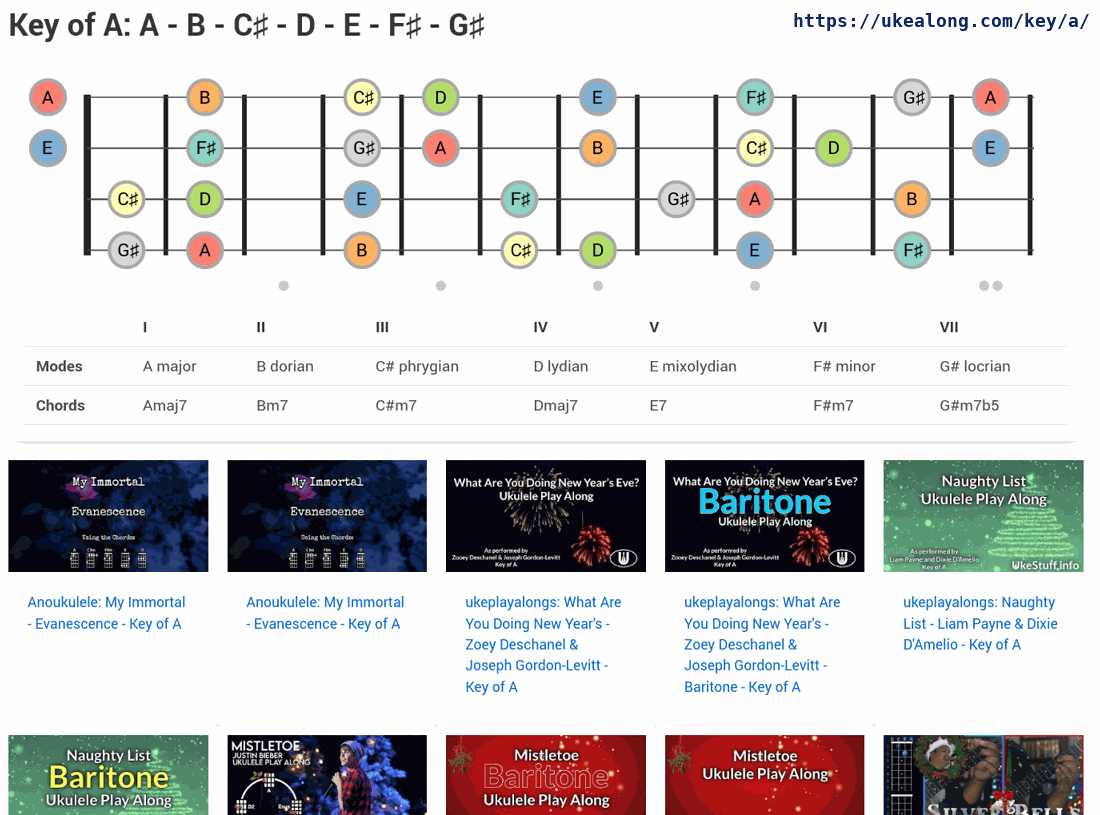 Key of A: A - B - C♯ - D - E - F♯ - G♯
https://ukealong.com/key/a/
A B C♯ D E F♯ G♯ A
E F♯ G♯ A B C♯ D E
C♯ D E F♯ G♯ A B
G♯ A B C♯ D E F♯
I II III IV V VI VII
Modes A major B dorian C# phrygian D lydian E mixolydian F# minor G# locrian
Chords Amaj7 Bm7 C#m7 Dmaj7 E7 F#m7 G#m7b5
My Immortal
Evanescence
Using the Chords:
My Immortal
Evanescence
Using the Chords:
What Are You Doing New Year's Eve?
Ukulele Play Along
As performed by
Zooey Deschanel & Joseph Gordon-Levitt
Key of A
What Are You Doing New Year's Eve?
Baritone
Ukulele Play Along
As performed by
Zooey Deschanel & Joseph Gordon-Levitt
Key of A
Naughty List
Ukulele Play Along
As performed by
Liam Payne and Dixie D'Amelio
Key of A
UkeStuff.info
Anoukulele: My Immortal
- Evanescence - Key of A
Anoukulele: My Immortal
- Evanescence - Key of A
ukeplayalongs: What Are
You Doing New Year's -
Zoey Deschanel &
Joseph Gordon-Levitt -
Key of A
ukeplayalongs: What Are
You Doing New Year's -
Zoey Deschanel &
Joseph Gordon-Levitt -
Baritone - Key of A
ukeplayalongs: Naughty
List - Liam Payne & Dixie
D'Amelio - Key of A
Naughty List
Baritone
Ukulele Play Along
MISTLETOE
JUSTIN BIEBER
UKULELE PLAY ALONG
A
D2
Mistletoe
Baritone
Ukulele Play Along
Mistletoe
Ukulele Play Along
SILVER BELLS